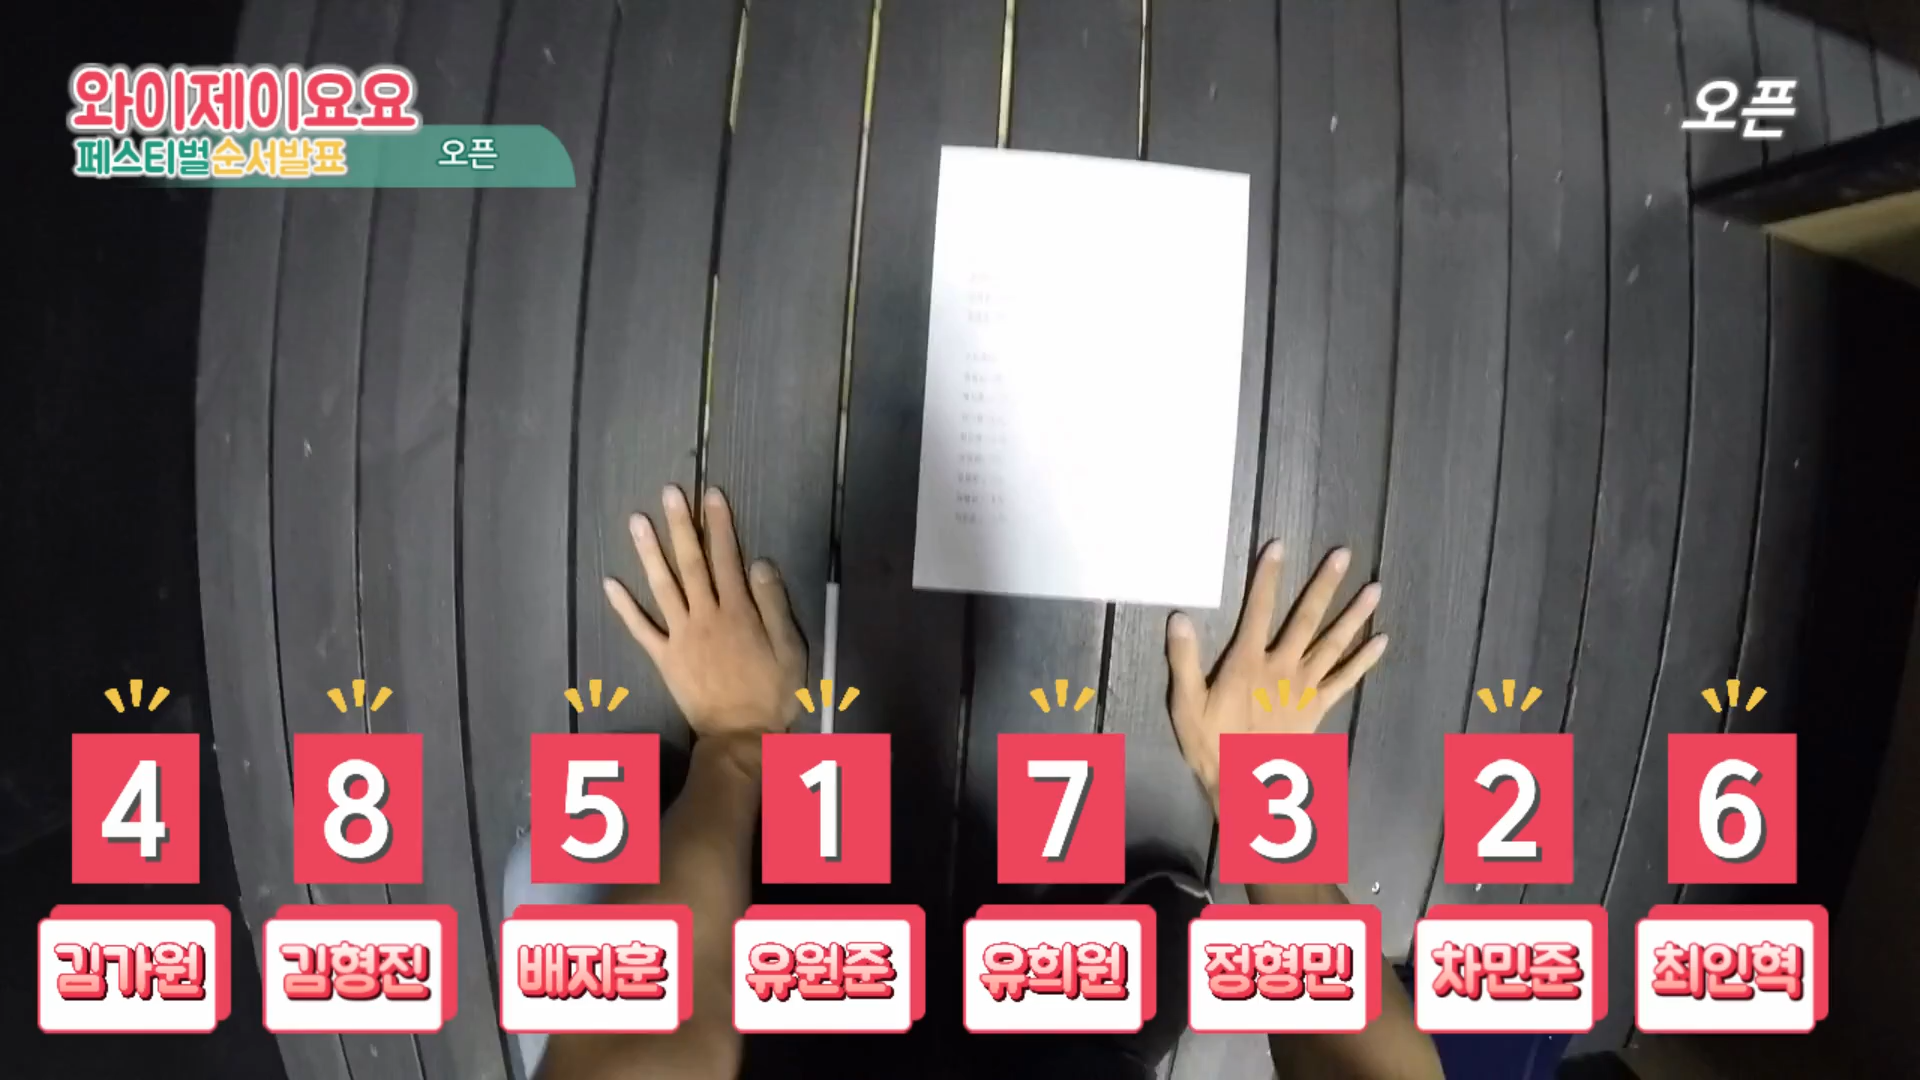 와이제이요요
페스티벌순서발표
오픈
오픈
4 8 5 1 7 3 2 6
김가원 김형진 배지훈 유원준 유희원 정형민 차민준 최인혁